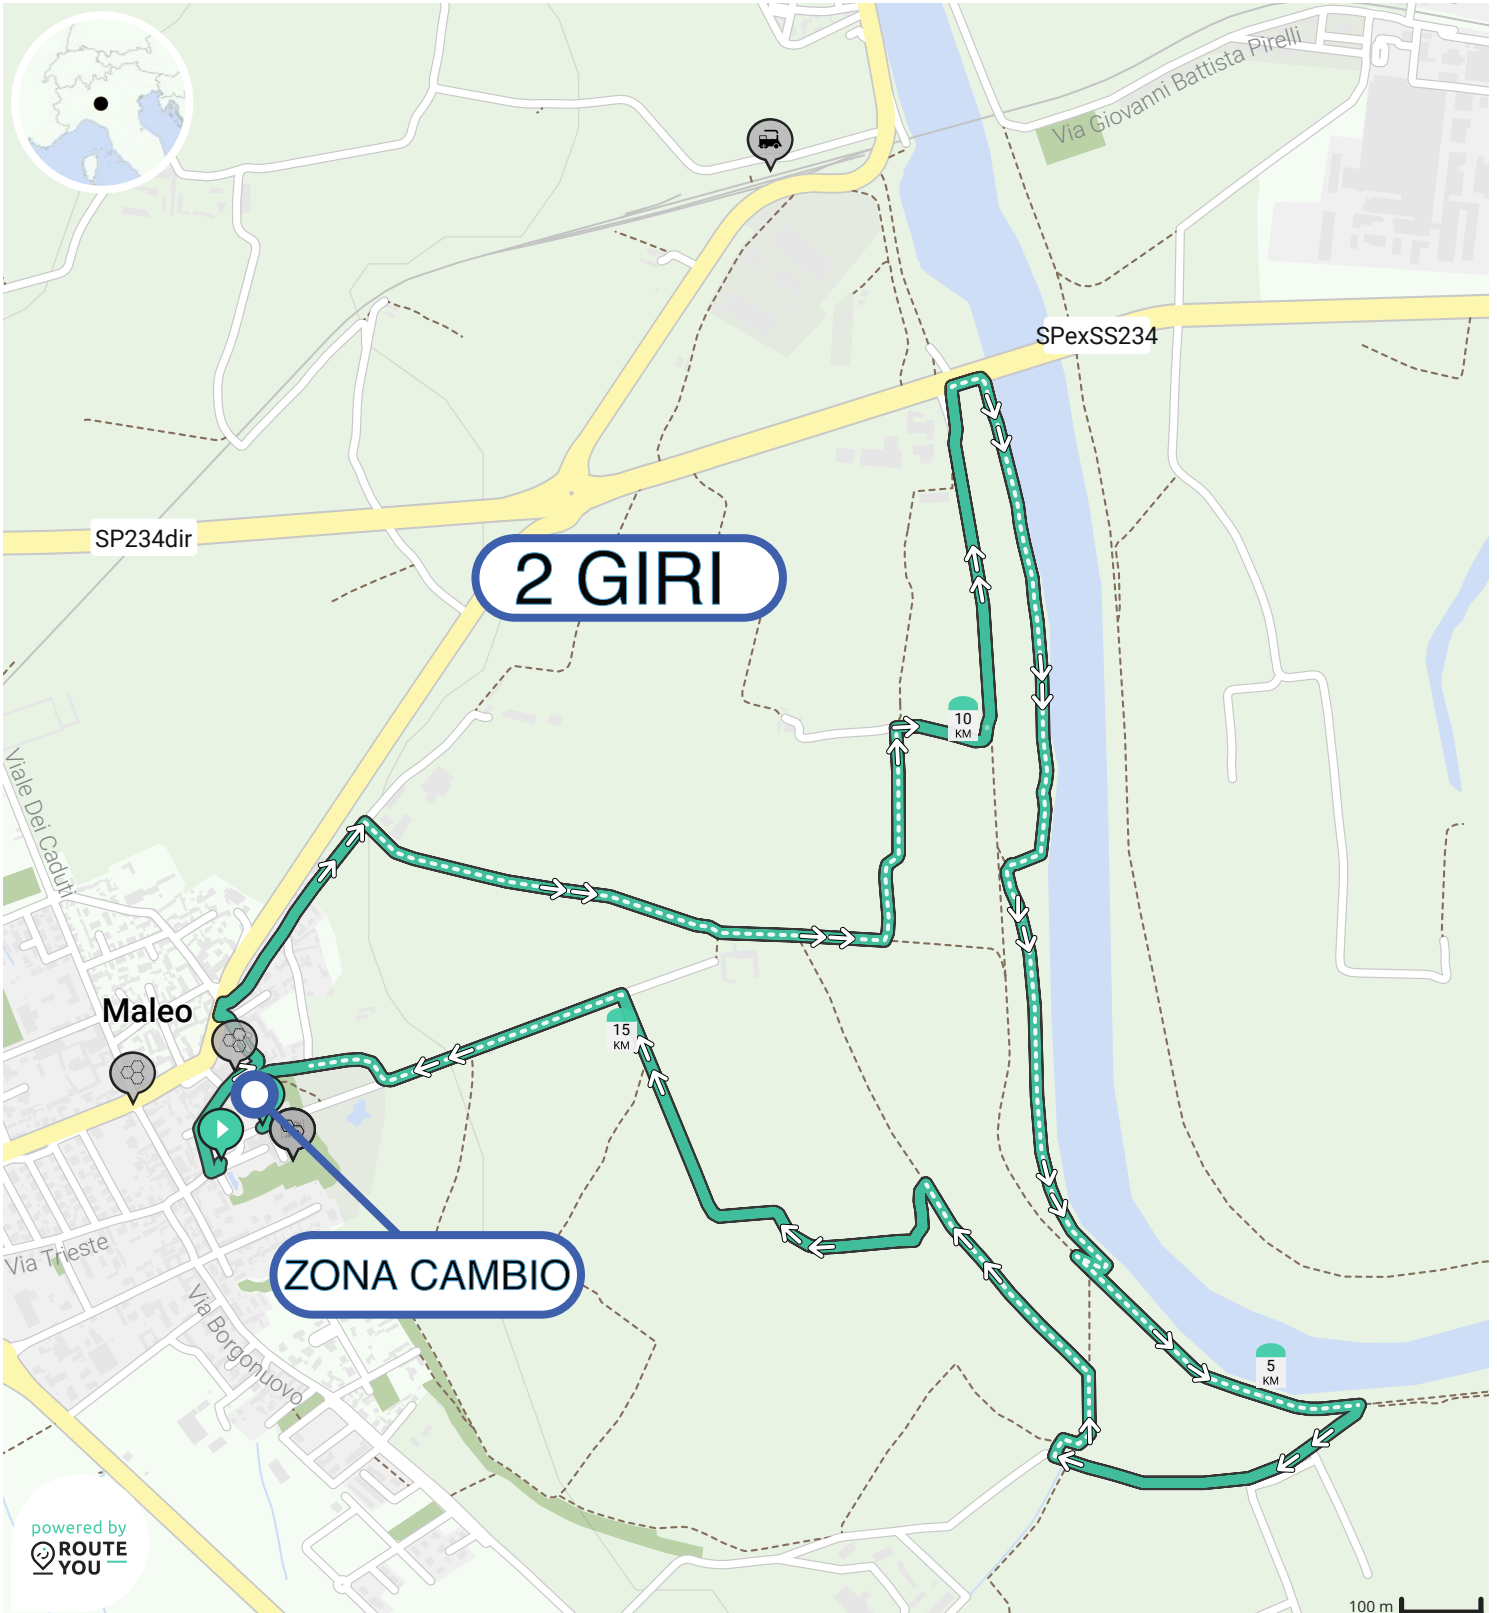 Via Giovanni Battista Pirelli
SPexSS234
SP234dir
2 GIRI
10
KM
Viale Dei Caduti
Maleo
15
KM
Via Trieste
ZONA CAMBIO
Via Borgonuovo
5
KM
powered by
ROUTE
YOU
100 m